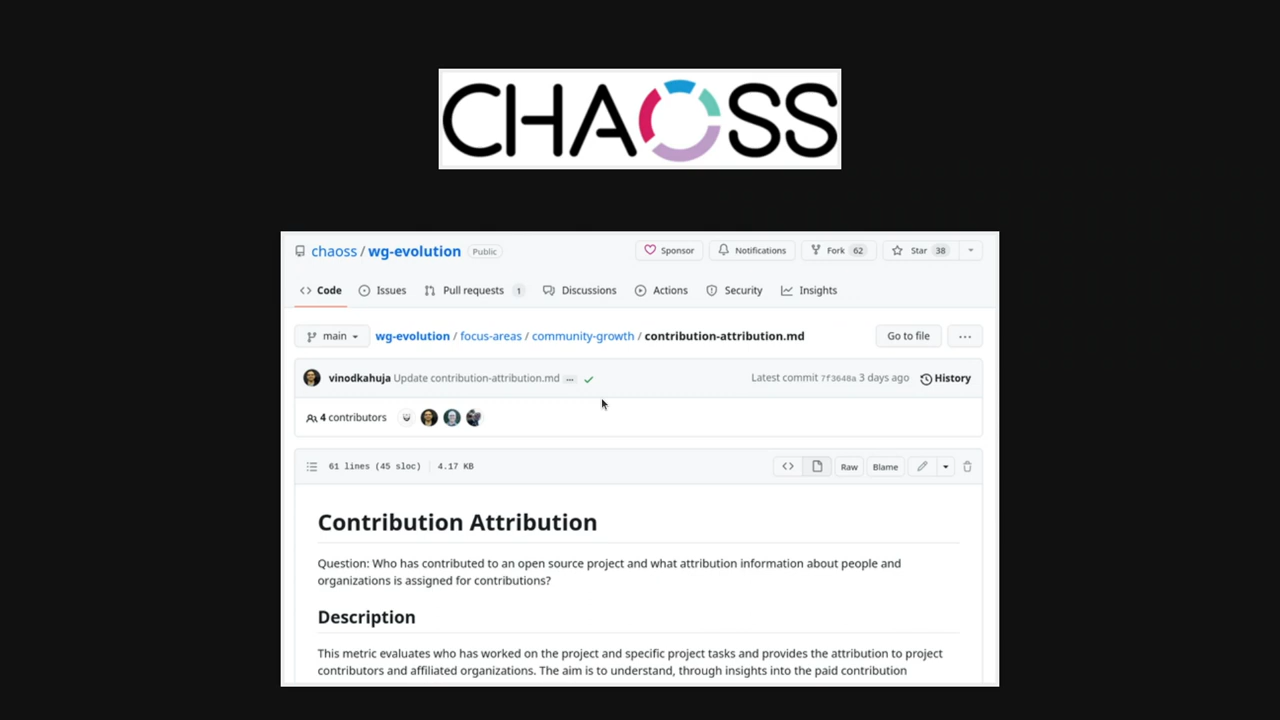 CHAOSS
chaoss / wg-evolution Public Sponsor Notifications Fork 62 Star 38
Code Issues Pull requests 1 Discussions Actions Security Insights
main wg-evolution / focus-areas / community-growth / contribution-attribution.md Go to file ...
vinodkahuja Update contribution-attribution.md ... Latest commit 7f3648a 3 days ago History
4 contributors
61 lines (45 sloc) 4.17 KB Raw Blame
Contribution Attribution
Question: Who has contributed to an open source project and what attribution information about people and
organizations is assigned for contributions?
Description
This metric evaluates who has worked on the project and specific project tasks and provides the attribution to project
contributors and affiliated organizations. The aim is to understand, through insights into the paid contribution